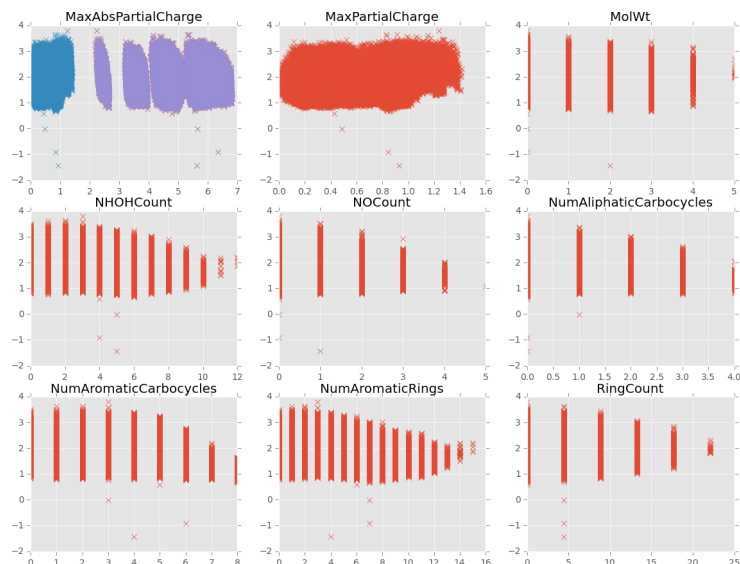 MaxAbsPartialCharge MaxPartialCharge MolWt
4 4 4
3 3 3
2 2 2
1 1 1
0 0 0
−1 −1 −1
−2 −2 −2
0 1 2 3 4 5 6 7 0.0 0.2 0.4 0.6 0.8 1.0 1.2 1.4 1.6 0 1 2 3 4 5
NHOHCount NOCount NumAliphaticCarbocycles
4 4 4
3 3 3
2 2 2
1 1 1
0 0 0
−1 −1 −1
−2 −2 −2
0 2 4 6 8 10 12 0 1 2 3 4 5 0.0 0.5 1.0 1.5 2.0 2.5 3.0 3.5 4.0
NumAromaticCarbocycles NumAromaticRings RingCount
4 4 4
3 3 3
2 2 2
1 1 1
0 0 0
−1 −1 −1
−2 −2 −2
0 1 2 3 4 5 6 7 8 0 2 4 6 8 10 12 14 16 0 5 10 15 20 25